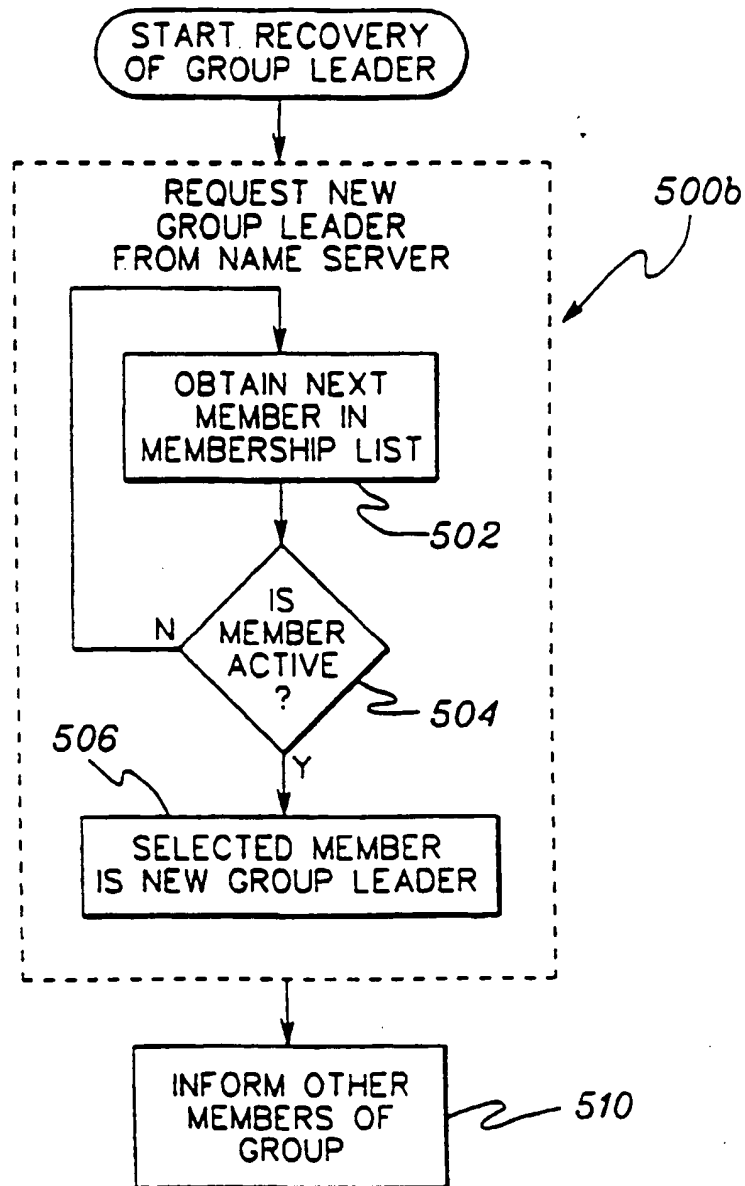 START RECOVERY
OF GROUP LEADER
REQUEST NEW
GROUP LEADER
FROM NAME SERVER
500b
OBTAIN NEXT
MEMBER IN
MEMBERSHIP LIST
502
IS
MEMBER
ACTIVE
?
N
504
Y
506
SELECTED MEMBER
IS NEW GROUP LEADER
INFORM OTHER
MEMBERS OF
GROUP
510